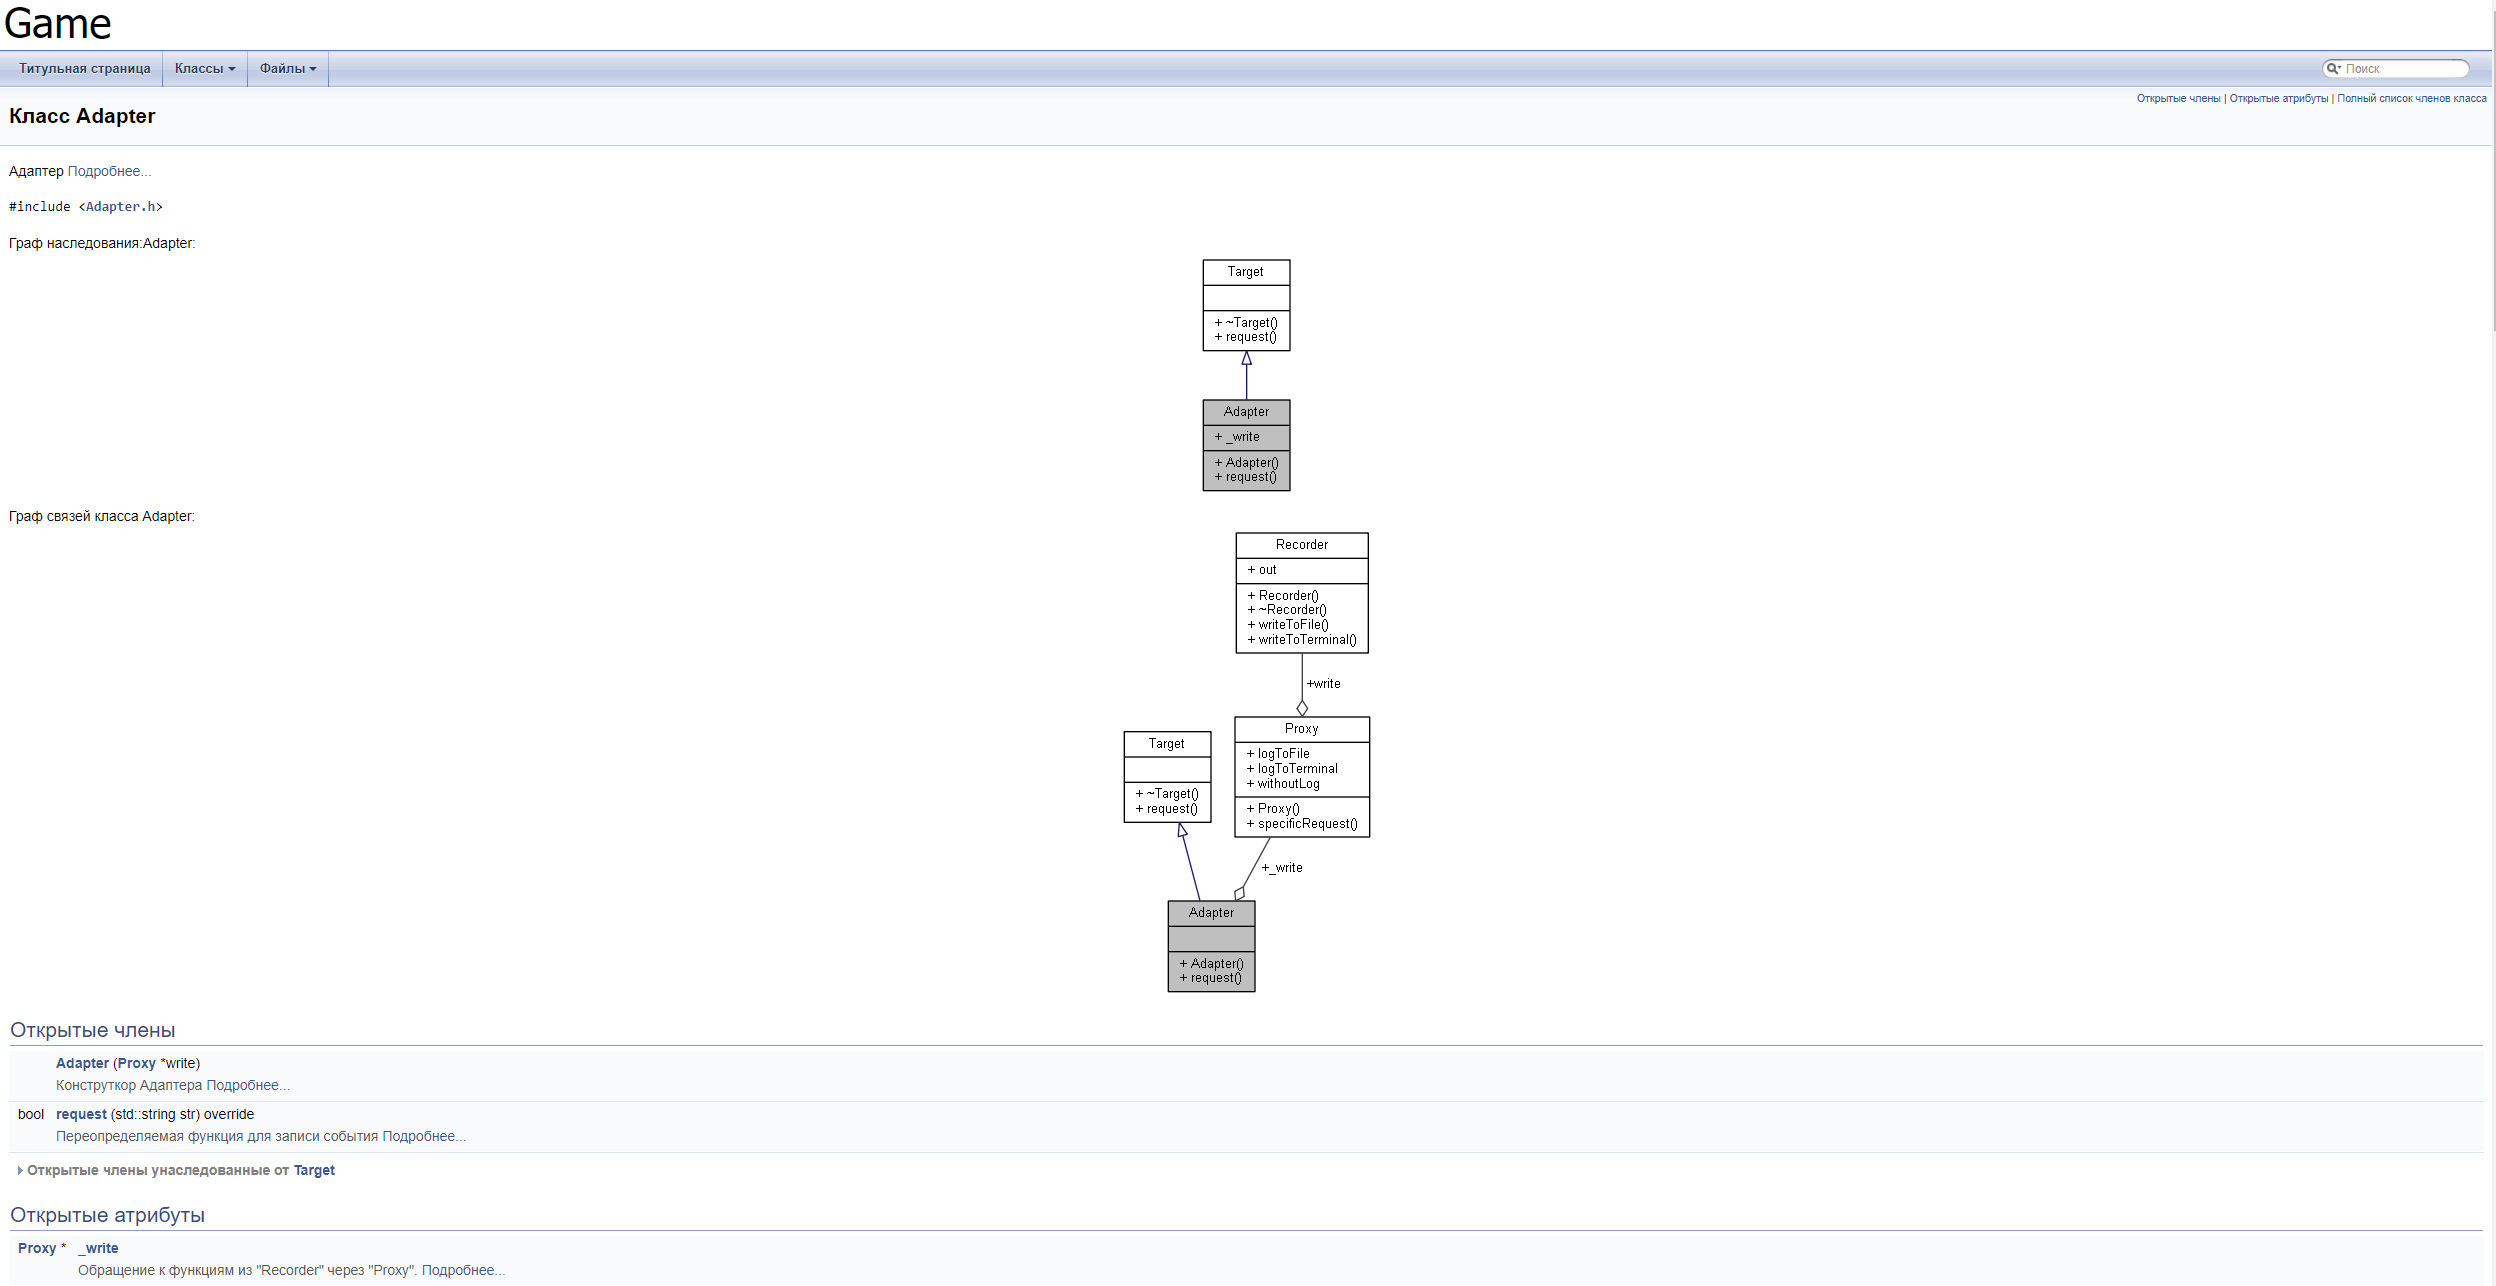 Game
Титульная страница Классы Файлы Поиск
Открытые члены | Открытые атрибуты | Полный список членов класса
Класс Adapter
Адаптер Подробнее...
#include <Adapter.h>
Граф наследования:Adapter:
Target
+ ~Target()
+ request()
Adapter
+ _write
+ Adapter()
+ request()
Граф связей класса Adapter:
Recorder
+ out
+ Recorder()
+ ~Recorder()
+ writeToFile()
+ writeToTerminal()
+write
Proxy
+ logToFile
+ logToTerminal
+ withoutLog
+ Proxy()
+ specificRequest()
Target
+ ~Target()
+ request()
+_write
Adapter
+ Adapter()
+ request()
Открытые члены
Adapter (Proxy *write)
Конструткор Адаптера Подробнее...
bool request (std::string str) override
Переопределяемая функция для записи события Подробнее...
Открытые члены унаследованные от Target
Открытые атрибуты
Proxy * _write
Обращение к функциям из "Recorder" через "Proxy". Подробнее...